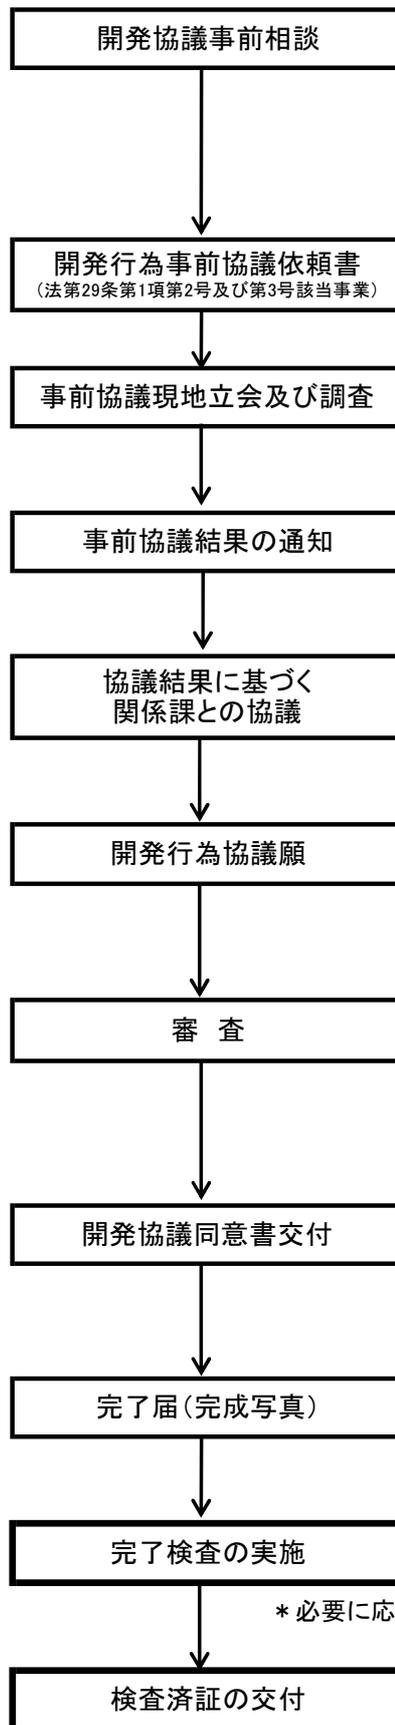 開発協議事前相談
開発行為事前協議依頼書
（法第29条第1項第2号及び第3号該当事業）
事前協議現地立会及び調査
事前協議結果の通知
協議結果に基づく
関係課との協議
開発行為協議願
審　査
開発協議同意書交付
完了届（完成写真）
完了検査の実施
＊必要に応
検査済証の交付